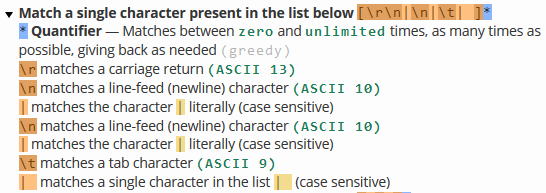 ▼ Match a single character present in the list below [\r\n|\n|\t| ]*
* Quantifier — Matches between zero and unlimited times, as many times as
possible, giving back as needed (greedy)
\r matches a carriage return (ASCII 13)
\n matches a line-feed (newline) character (ASCII 10)
| matches the character | literally (case sensitive)
\n matches a line-feed (newline) character (ASCII 10)
| matches the character | literally (case sensitive)
\t matches a tab character (ASCII 9)
|  matches a single character in the list |  (case sensitive)